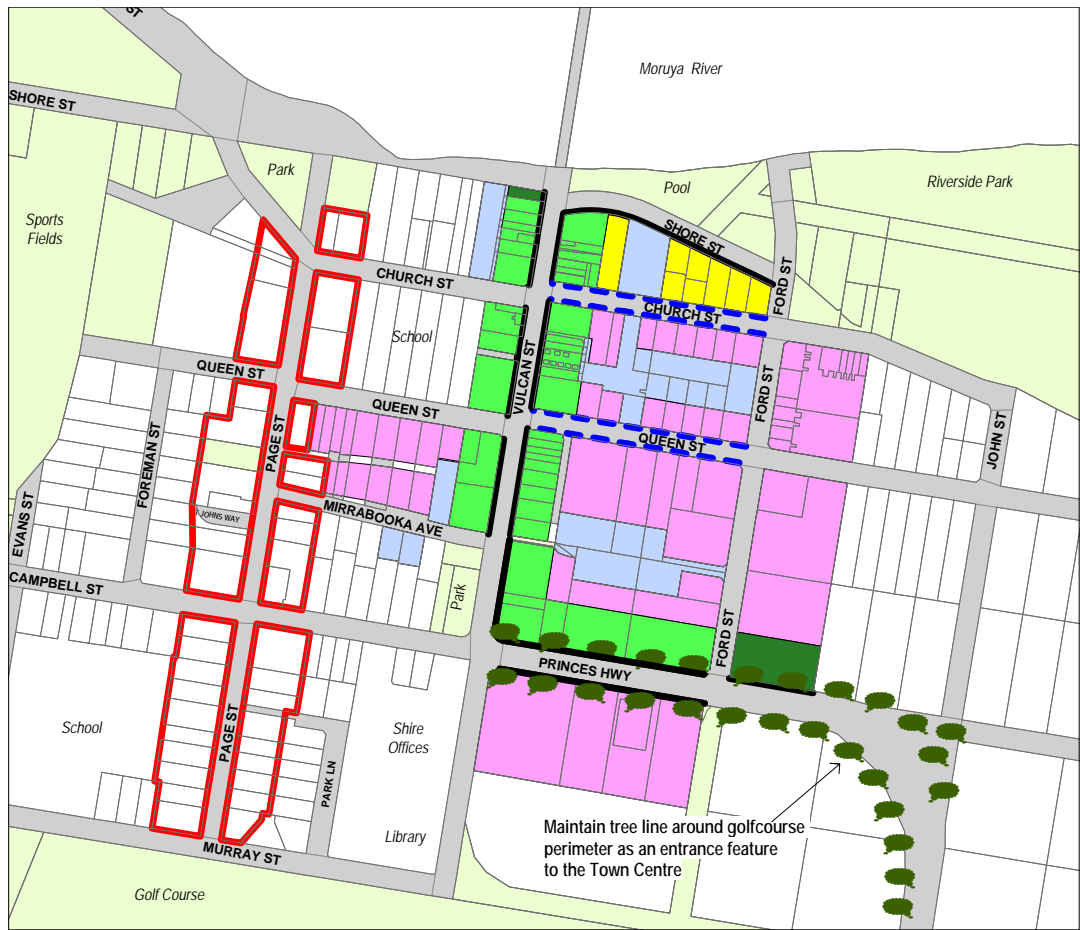 ST
Moruya River
SHORE ST
Park
Pool
Riverside Park
Sports
Fields
SHORE ST
CHURCH ST
FORD ST
CHURCH ST
School
VULCAN ST
QUEEN ST
QUEEN ST
FORD ST
QUEEN ST
JOHN ST
PAGE ST
FOREMAN ST
EVANS ST
JOHNS WAY
MIRRABOOKA AVE
CAMPBELL ST
Park
FORD ST
PRINCES HWY
School
PAGE ST
Shire
Offices
PARK LN
Library
MURRAY ST
Golf Course
Maintain tree line around golfcourse
perimeter as an entrance feature
to the Town Centre